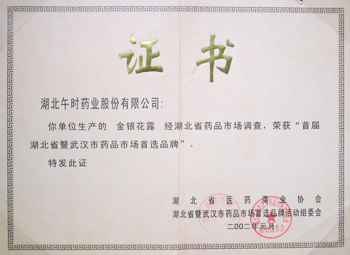 证书
湖北午时药业股份有限公司：
你单位生产的 金银花露 经湖北省药品市场调查，荣获“首届
湖北省暨武汉市药品市场首选品牌”。
特发此证
湖北省医药商业协会
湖北省暨武汉市药品市场首选品牌活动组委会
二00二年元月